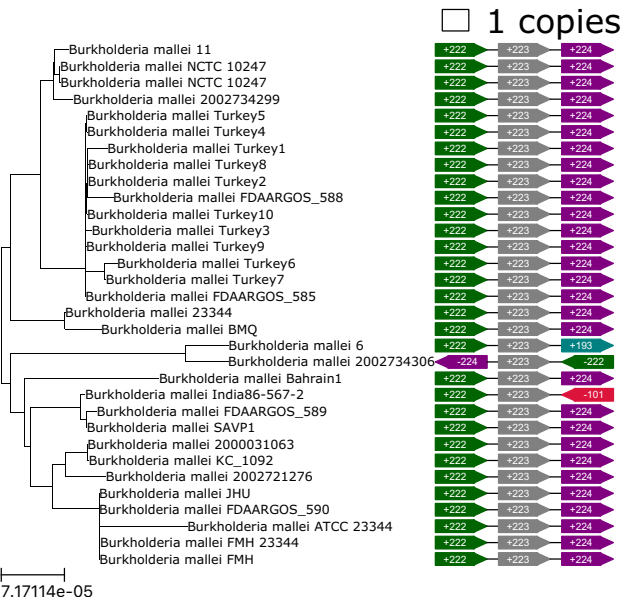 1 copies
Burkholderia mallei 11 +222 +223 +224
Burkholderia mallei NCTC 10247 +222 +223 +224
Burkholderia mallei NCTC 10247 +222 +223 +224
Burkholderia mallei 2002734299 +222 +223 +224
Burkholderia mallei Turkey5 +222 +223 +224
Burkholderia mallei Turkey4 +222 +223 +224
Burkholderia mallei Turkey1 +222 +223 +224
Burkholderia mallei Turkey8 +222 +223 +224
Burkholderia mallei Turkey2 +222 +223 +224
Burkholderia mallei FDAARGOS_588 +222 +223 +224
Burkholderia mallei Turkey10 +222 +223 +224
Burkholderia mallei Turkey3 +222 +223 +224
Burkholderia mallei Turkey9 +222 +223 +224
Burkholderia mallei Turkey6 +222 +223 +224
Burkholderia mallei Turkey7 +222 +223 +224
Burkholderia mallei FDAARGOS_585 +222 +223 +224
Burkholderia mallei 23344 +222 +223 +224
Burkholderia mallei BMQ +222 +223 +224
Burkholderia mallei 6 +222 +223 +193
Burkholderia mallei 2002734306 -224 +223 -222
Burkholderia mallei Bahrain1 +222 +223 +224
Burkholderia mallei India86-567-2 +222 +223 -101
Burkholderia mallei FDAARGOS_589 +222 +223 +224
Burkholderia mallei SAVP1 +222 +223 +224
Burkholderia mallei 2000031063 +222 +223 +224
Burkholderia mallei KC_1092 +222 +223 +224
Burkholderia mallei 2002721276 +222 +223 +224
Burkholderia mallei JHU +222 +223 +224
Burkholderia mallei FDAARGOS_590 +222 +223 +224
Burkholderia mallei ATCC 23344 +222 +223 +224
Burkholderia mallei FMH 23344 +222 +223 +224
Burkholderia mallei FMH +222 +223 +224
7.17114e-05